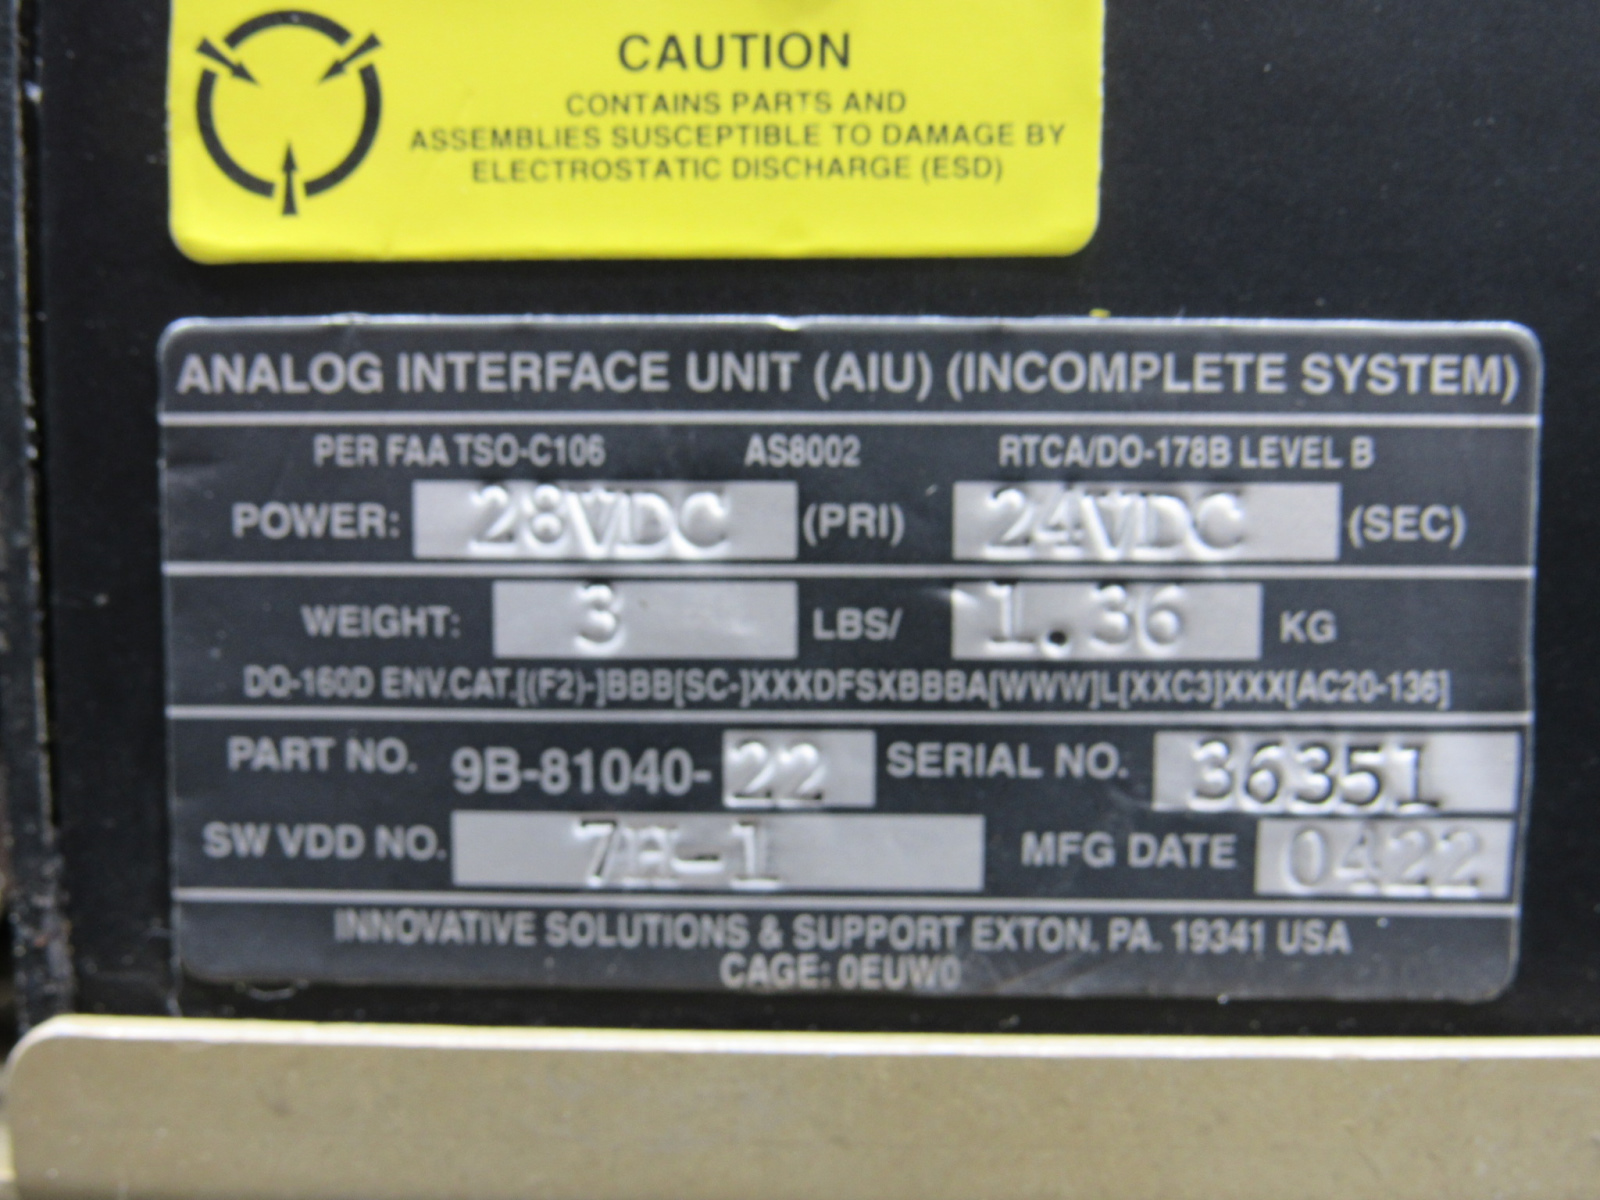 CAUTION
CONTAINS PARTS AND
ASSEMBLIES SUSCEPTIBLE TO DAMAGE BY
ELECTROSTATIC DISCHARGE (ESD)
ANALOG INTERFACE UNIT (AIU) (INCOMPLETE SYSTEM)
PER FAA TSO-C106 AS8002 RTCA/DO-178B LEVEL B
POWER: 28VDC (PRI) 24VDC (SEC)
WEIGHT: 3 LBS/ 1.36 KG
DO-160D ENV.CAT.[(F2)-]BBB[SC-]XXXDFSXBBBA[WWW]L[XXC3]XXX[AC20-136]
PART NO. 9B-81040-22 SERIAL NO. 36351
SW VDD NO. 7H-1 MFG DATE 0422
INNOVATIVE SOLUTIONS & SUPPORT EXTON, PA. 19341 USA
CAGE: 0EUW0